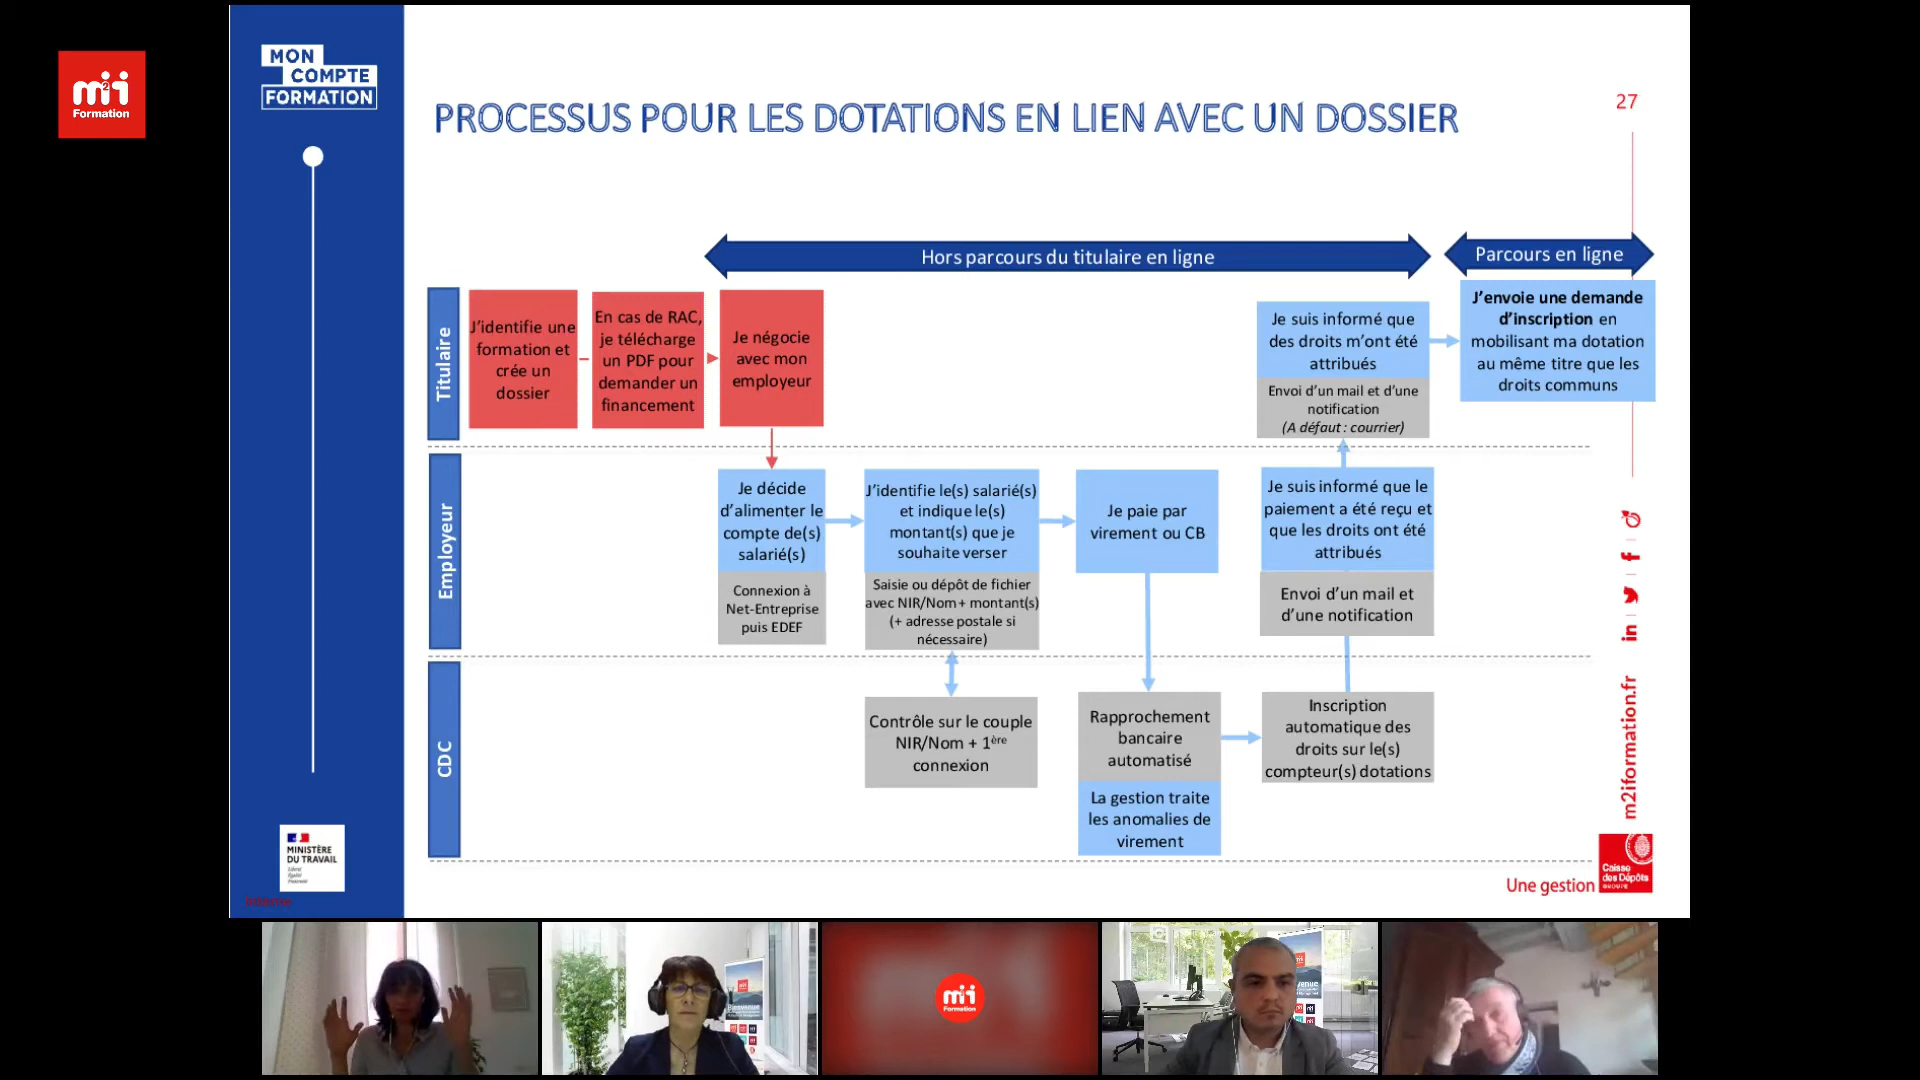 MON
COMPTE
FORMATION
m2i
Formation
PROCESSUS POUR LES DOTATIONS EN LIEN AVEC UN DOSSIER
27
Hors parcours du titulaire en ligne
Parcours en ligne
Titulaire
J'identifie une
formation et
crée un
dossier
En cas de RAC,
je télécharge
un PDF pour
demander un
financement
Je négocie
avec mon
employeur
Je suis informé que
des droits m'ont été
attribués
Envoi d'un mail et d'une
notification
(A défaut : courrier)
J'envoie une demande
d'inscription en
mobilisant ma dotation
au même titre que les
droits communs
Employeur
Je décide
d'alimenter le
compte de(s)
salarié(s)
Connexion à
Net-Entreprise
puis EDEF
J'identifie le(s) salarié(s)
et indique le(s)
montant(s) que je
souhaite verser
Saisie ou dépôt de fichier
avec NIR/Nom + montant(s)
(+ adresse postale si
nécessaire)
Je paie par
virement ou CB
Je suis informé que le
paiement a été reçu et
que les droits ont été
attribués
Envoi d'un mail et
d'une notification
CDC
Contrôle sur le couple
NIR/Nom + 1ère
connexion
Rapprochement
bancaire
automatisé
La gestion traite
les anomalies de
virement
Inscription
automatique des
droits sur le(s)
compteur(s) dotations
m2iformation.fr
MINISTÈRE
DU TRAVAIL
Liberté
Égalité
Fraternité
Une gestion
Caisse
des Dépôts
GROUPE
Bienvenue
m2i
Formation